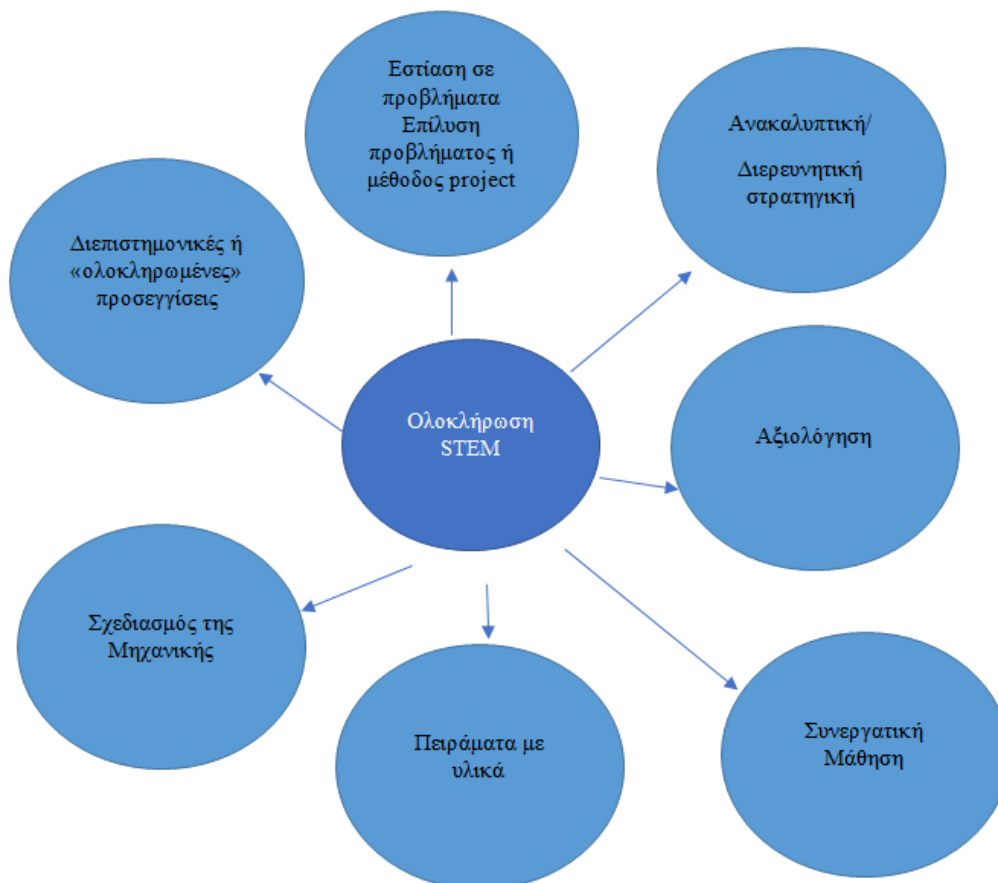 Εστίαση σε
προβλήματα
Επίλυση
προβλήματος ή
μέθοδος project
Ανακαλυπτική/
Διερευνητική
στρατηγική
Διεπιστημονικές ή
«ολοκληρωμένες»
προσεγγίσεις
Ολοκλήρωση
STEM
Αξιολόγηση
Σχεδιασμός της
Μηχανικής
Πειράματα με
υλικά
Συνεργατική
Μάθηση